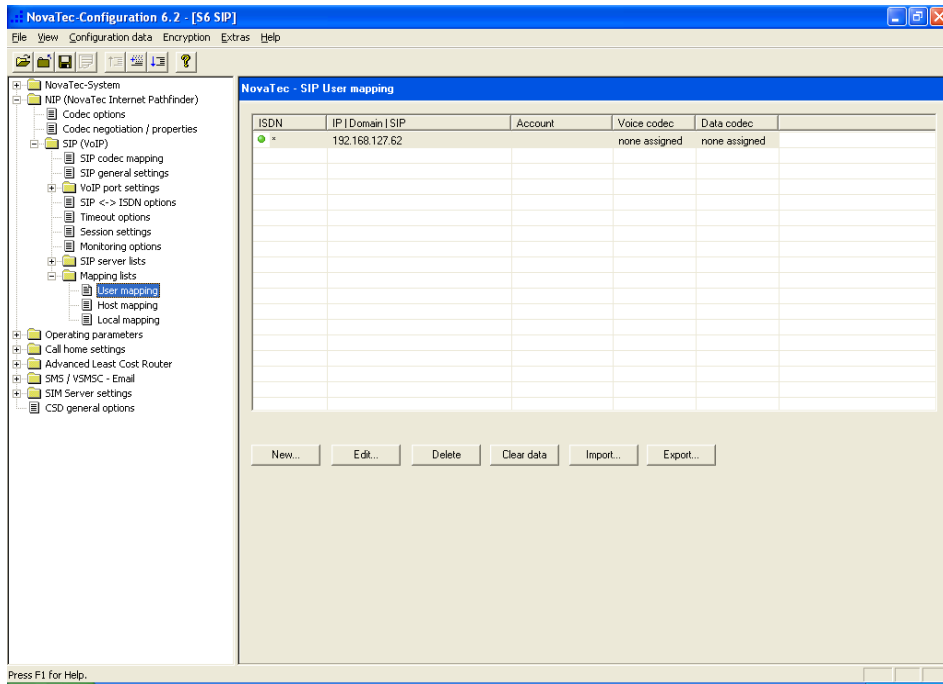 NovaTec-Configuration 6.2 - [S6 SIP]
File View Configuration data Encryption Extras Help
NovaTec-System
NIP (NovaTec Internet Pathfinder)
Codec options
Codec negotiation / properties
SIP (VoIP)
SIP codec mapping
SIP general settings
VoIP port settings
SIP <-> ISDN options
Timeout options
Session settings
Monitoring options
SIP server lists
Mapping lists
User mapping
Host mapping
Local mapping
Operating parameters
Call home settings
Advanced Least Cost Router
SMS / VSMSC - Email
SIM Server settings
CSD general options
NovaTec - SIP User mapping
ISDN IP | Domain | SIP Account Voice codec Data codec
* 192.168.127.62 none assigned none assigned
New... Edit... Delete Clear data Import... Export...
Press F1 for Help.